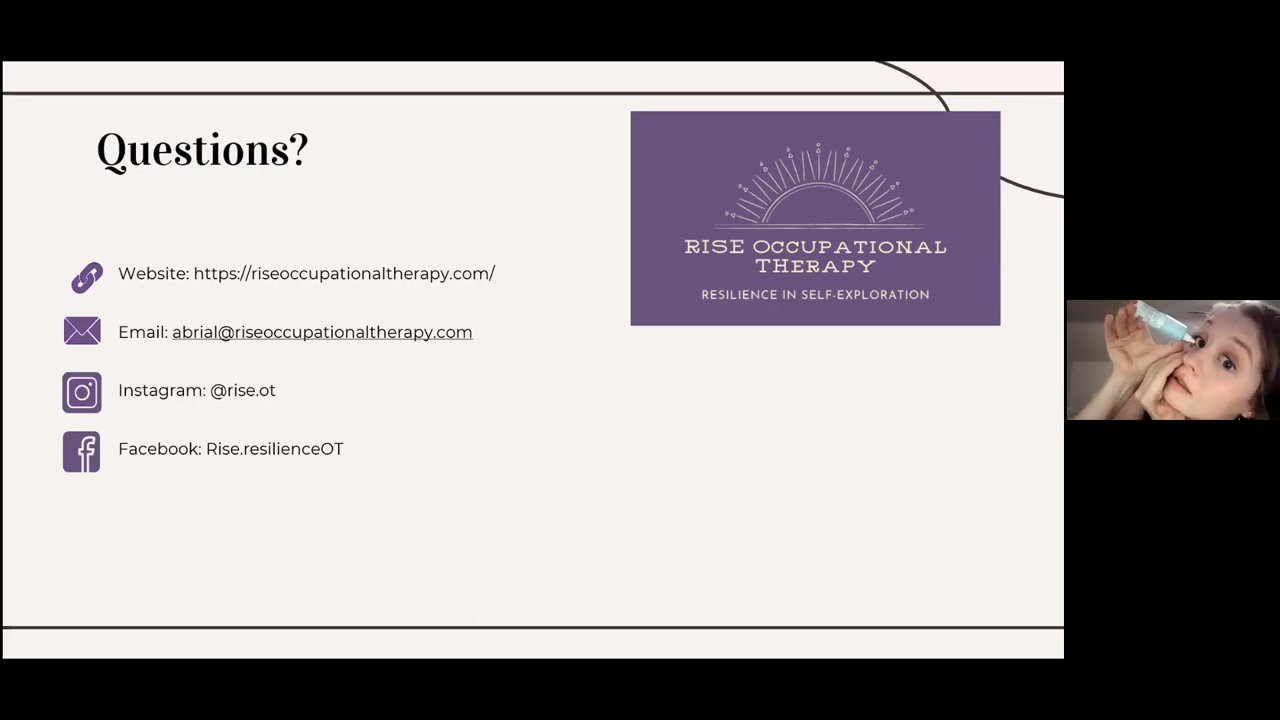 Questions?
Website: https://riseoccupationaltherapy.com/
Email: abrial@riseoccupationaltherapy.com
Instagram: @rise.ot
Facebook: Rise.resilienceOT
RISE OCCUPATIONAL
THERAPY
RESILIENCE IN SELF-EXPLORATION